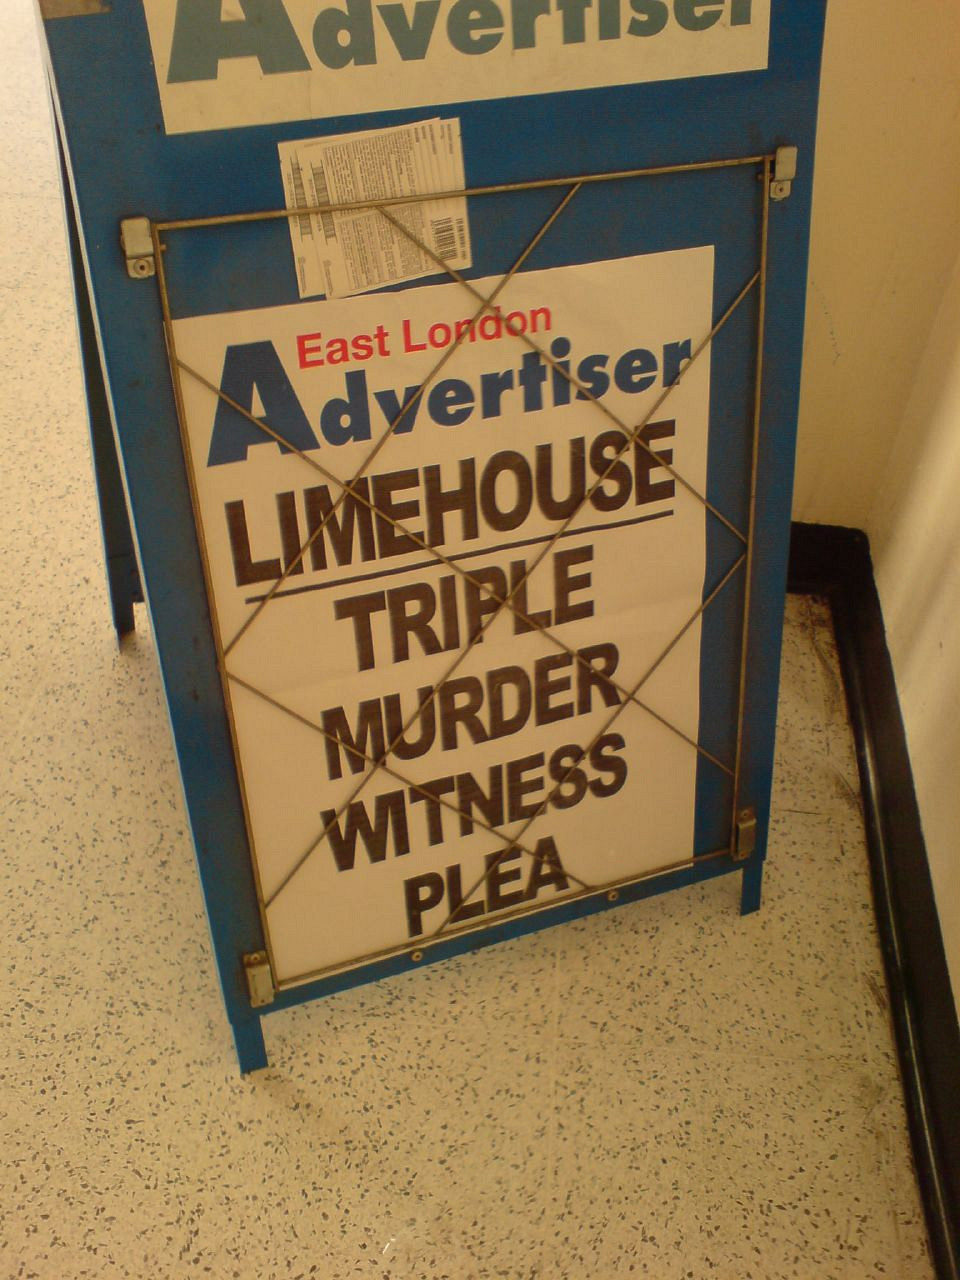 Advertiser
East London
Advertiser
LIMEHOUSE
TRIPLE
MURDER
WITNESS
PLEA